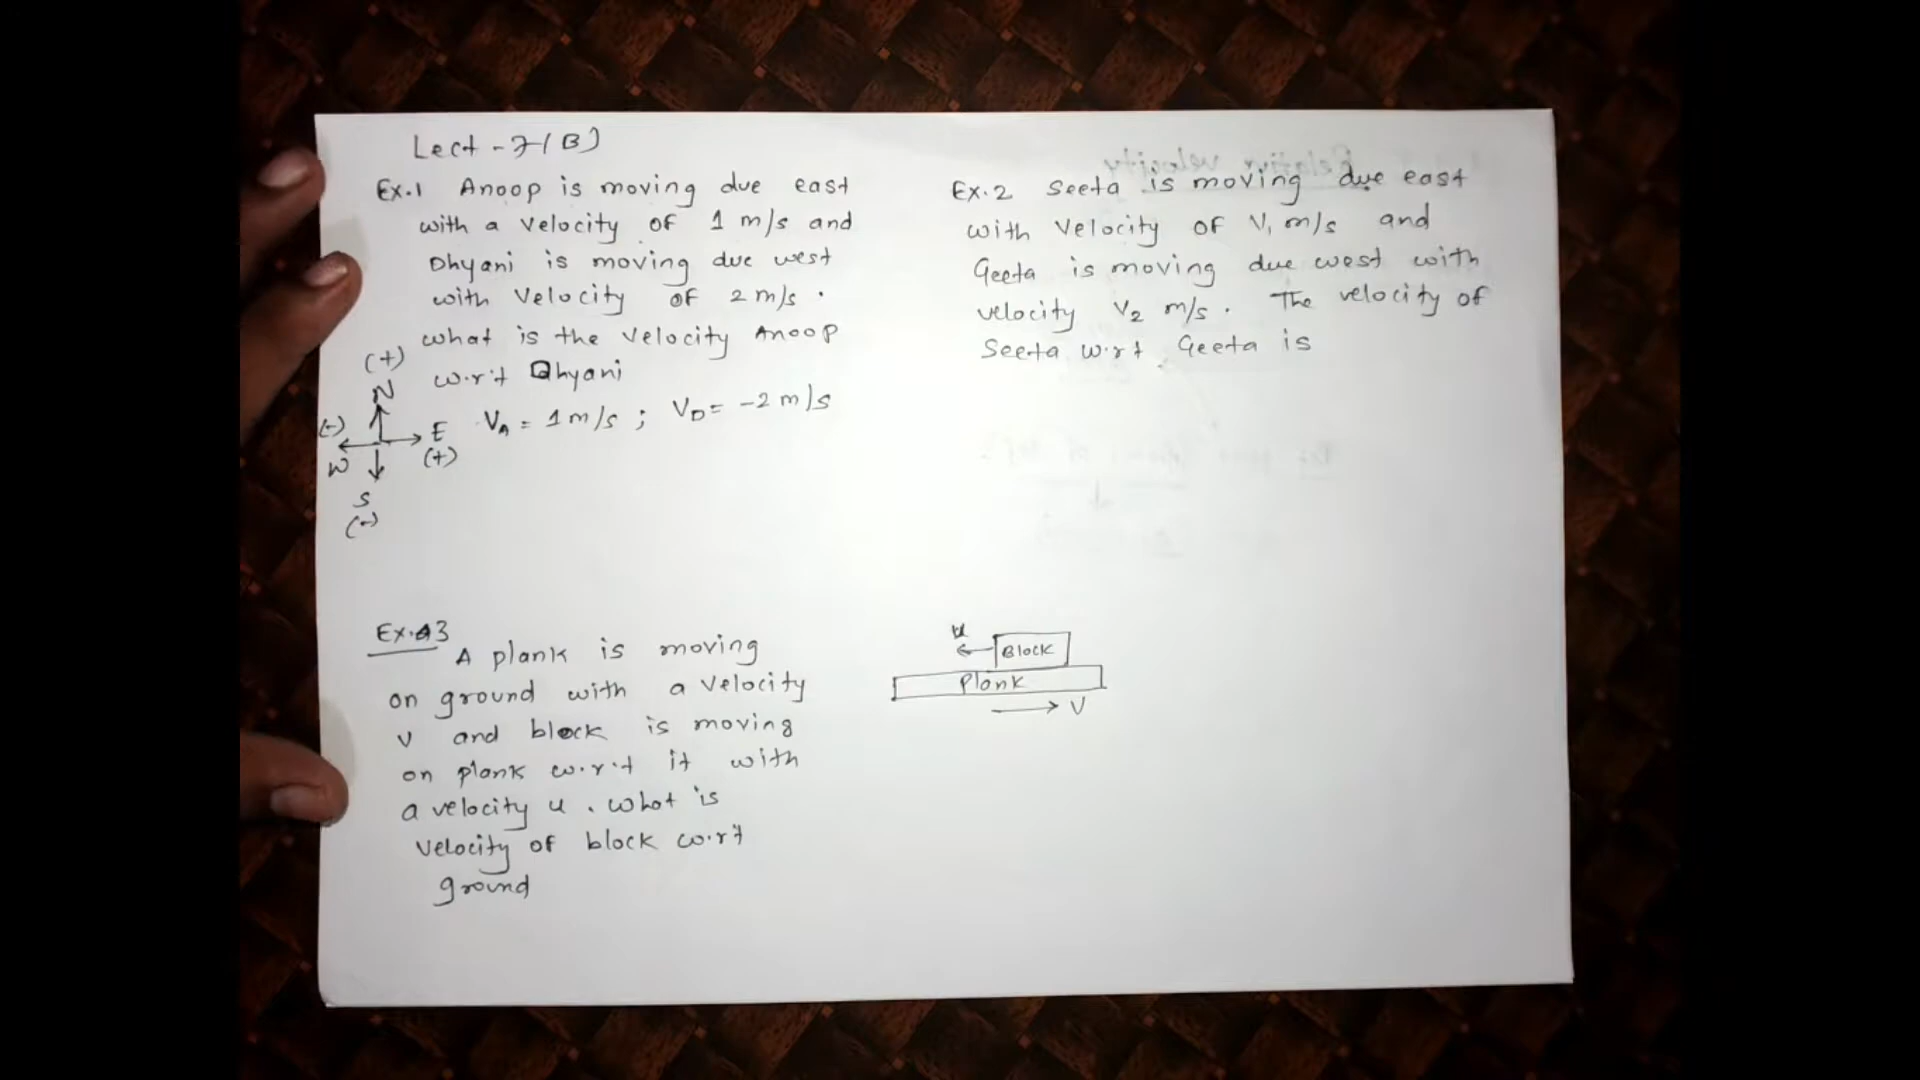 Lect - 7(B)
Ex.1 Anoop is moving due east
with a velocity of 1 m/s and
Dhyani is moving due west
with velocity of 2 m/s .
what is the velocity Anoop
w.r.t Dhyani
(+)
N
(-)
E
W
(+)
S
(-)
V_A = 1 m/s ; V_D = -2 m/s
Ex.2 Seeta is moving due east
with velocity of V₁ m/s and
Geeta is moving due west with
velocity V₂ m/s . The velocity of
Seeta w.r.t Geeta is
Ex.3
A plank is moving
on ground with a velocity
v and block is moving
on plank w.r.t it with
a velocity u . what is
velocity of block w.r.t
ground
u
Block
Plank
V